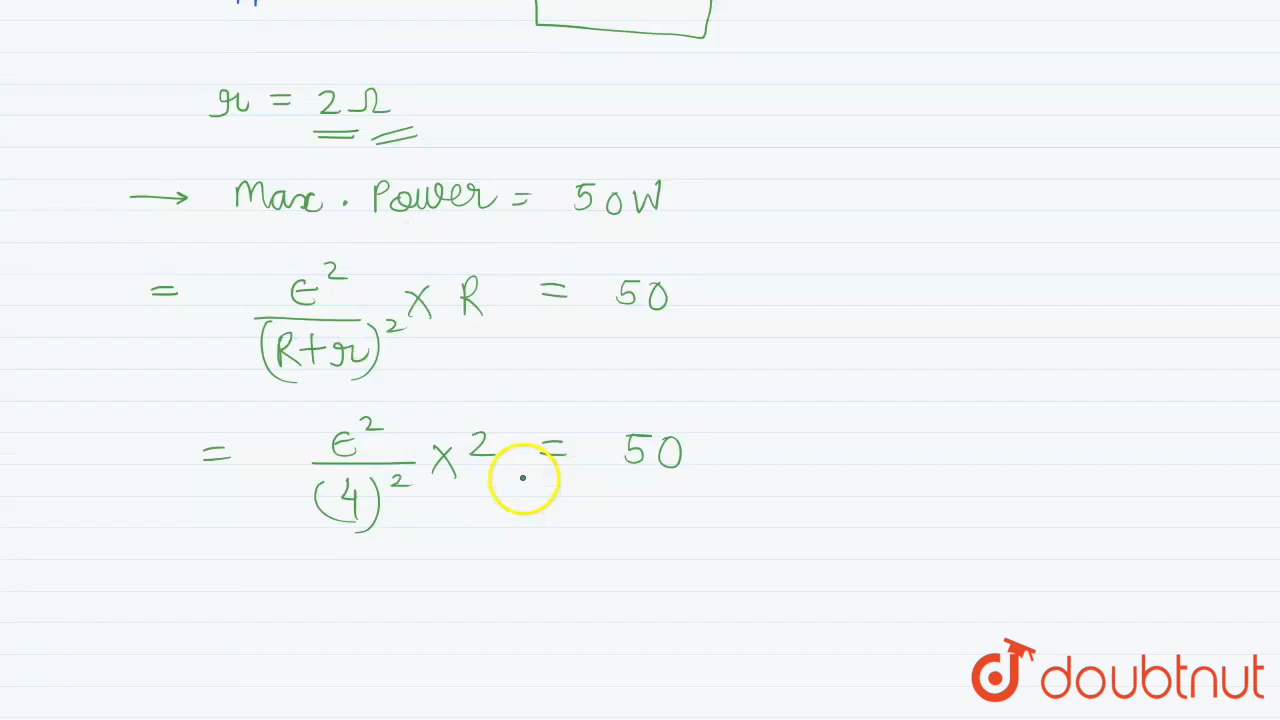 r = 2Ω
→ Max. Power = 50W
= ϵ²/(R+r)² × R = 50
= ϵ²/(4)² × 2 = 50
doubtnut